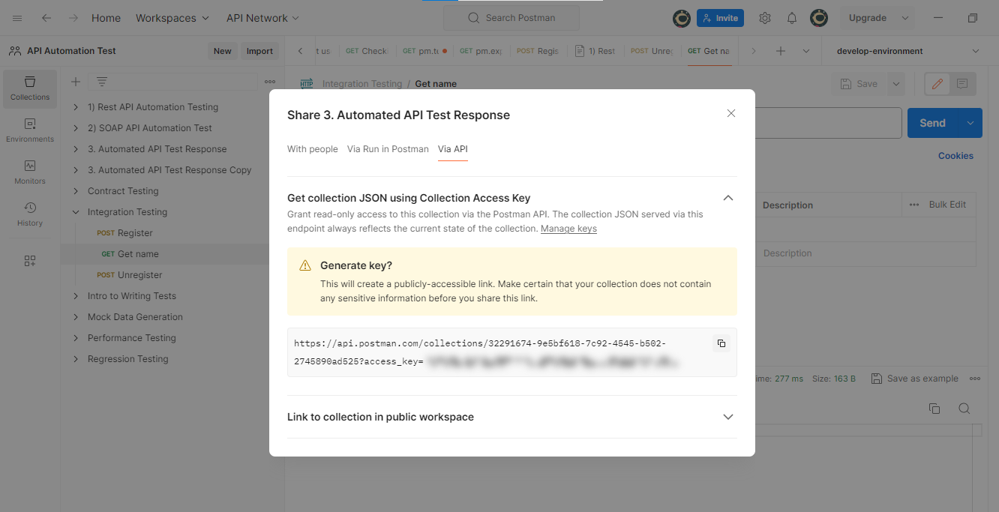 Home Workspaces API Network Search Postman Invite Upgrade
API Automation Test New Import
t us GET Check GET pm.te GET pm.exp POST Regis 1) Rest POST Unreg GET Get na develop-environment
Collections
Environments
Monitors
History
1) Rest API Automation Testing
2) SOAP API Automation Test
3. Automated API Test Response
3. Automated API Test Response Copy
Contract Testing
Integration Testing
POST Register
GET Get name
POST Unregister
Intro to Writing Tests
Mock Data Generation
Performance Testing
Regression Testing
HTTP Integration Testing / Get name Save
Send
Cookies
Description Bulk Edit
Description
Share 3. Automated API Test Response
With people Via Run in Postman Via API
Get collection JSON using Collection Access Key
Grant read-only access to this collection via the Postman API. The collection JSON served via this
endpoint always reflects the current state of the collection. Manage keys
Generate key?
This will create a publicly-accessible link. Make certain that your collection does not contain
any sensitive information before you share this link.
https://api.postman.com/collections/32291674-9e5bf618-7c92-4545-b502-
2745890ad525?access_key=
Link to collection in public workspace
ime: 277 ms Size: 163 B Save as example